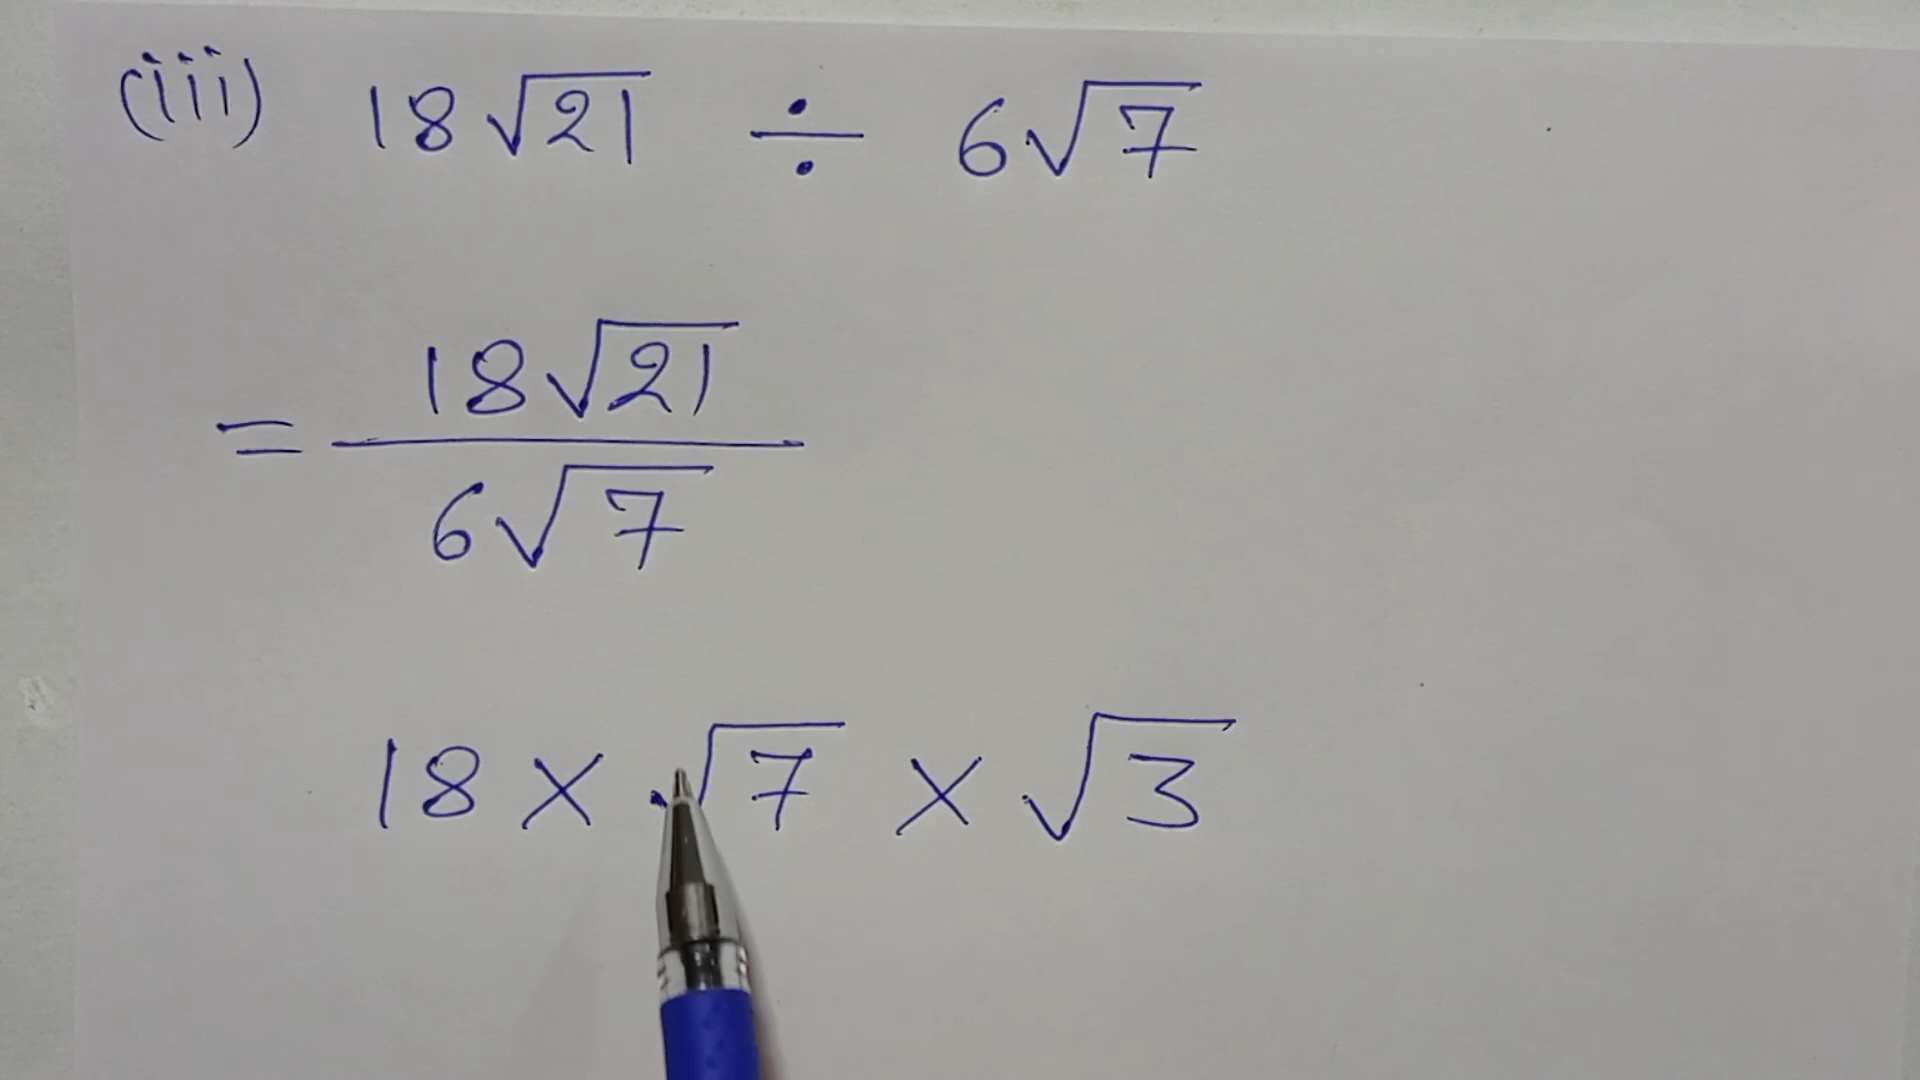 (iii) 18√21 ÷ 6√7
= 18√21
6√7
18 × √7 × √3